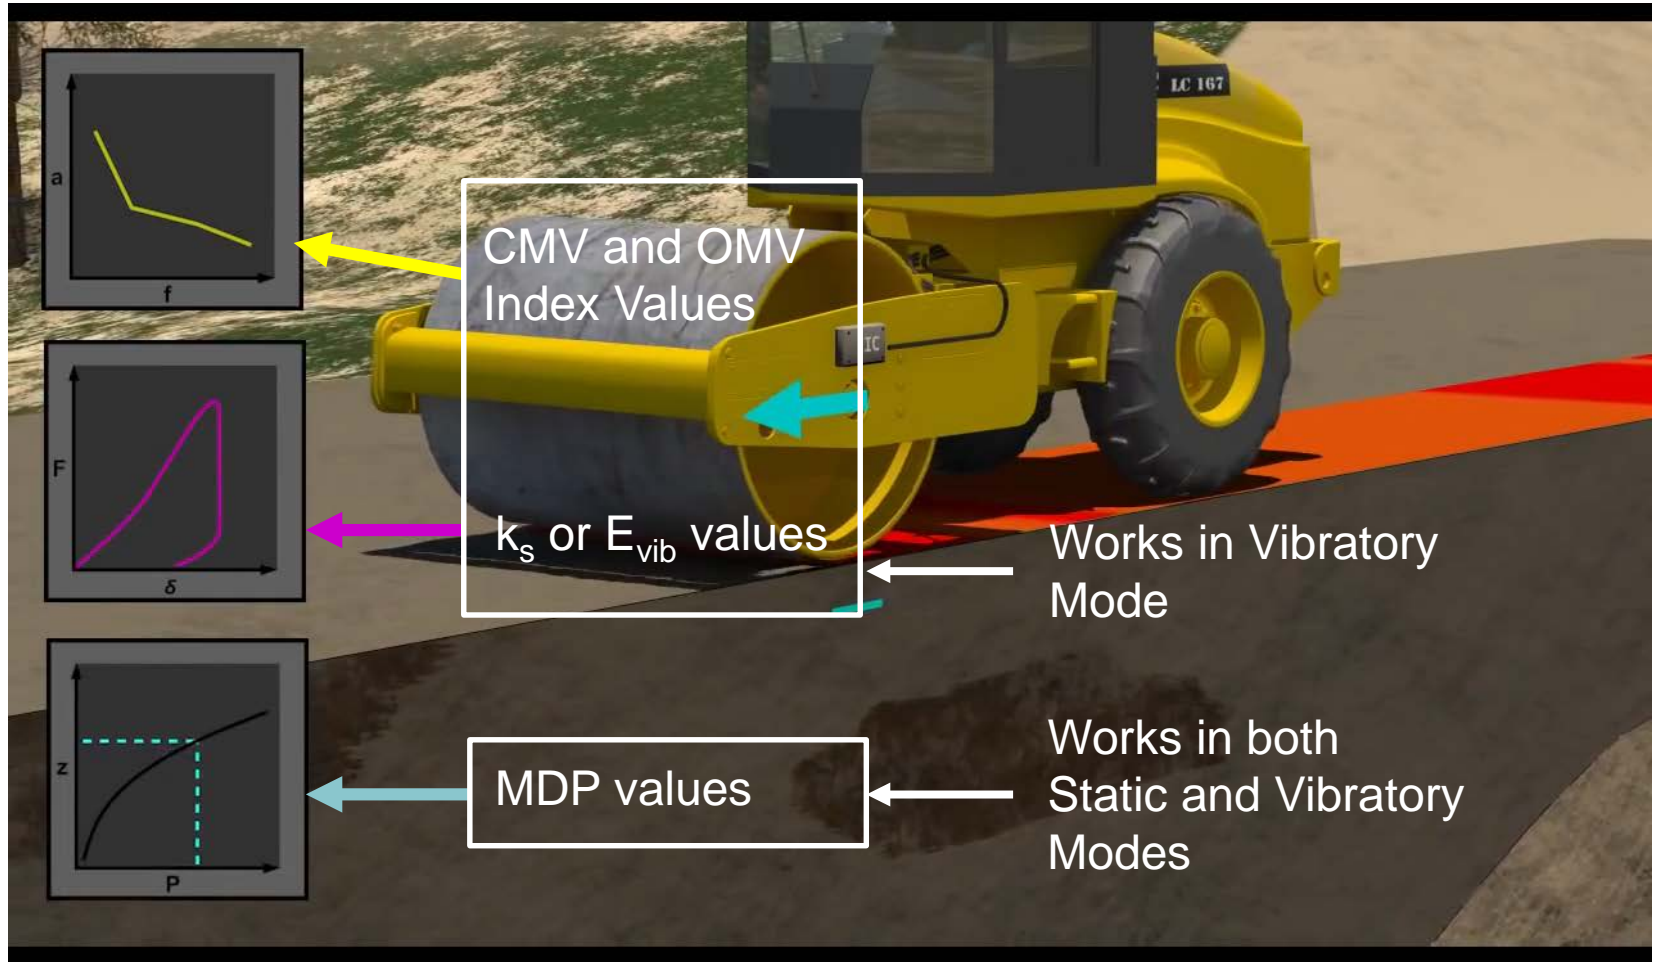 a
f
F
δ
z
P
LC 167
IC
CMV and OMV
Index Values
kₛ or Eᵥᵢb values
MDP values
Works in Vibratory
Mode
Works in both
Static and Vibratory
Modes